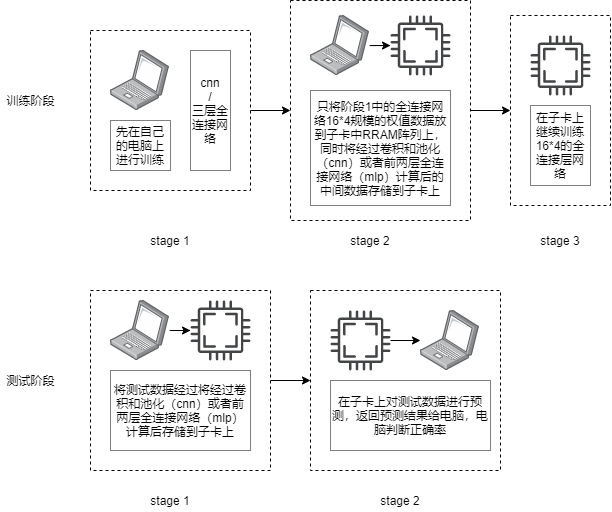 训练阶段
先在自己
的电脑上
进行训练
cnn
/
三层全
连接网
络
只将阶段1中的全连接网
络16*4规模的权值数据放
到子卡中RRAM阵列上，
同时将经过卷积和池化
（cnn）或者前两层全连
接网络（mlp）计算后的
中间数据存储到子卡上
在子卡上
继续训练
16*4的全
连接层网
络
stage 1
stage 2
stage 3
测试阶段
将测试数据经过将经过卷
积和池化（cnn）或者前
两层全连接网络（mlp）
计算后存储到子卡上
在子卡上对测试数据进行预
测，返回预测结果给电脑，电
脑判断正确率
stage 1
stage 2